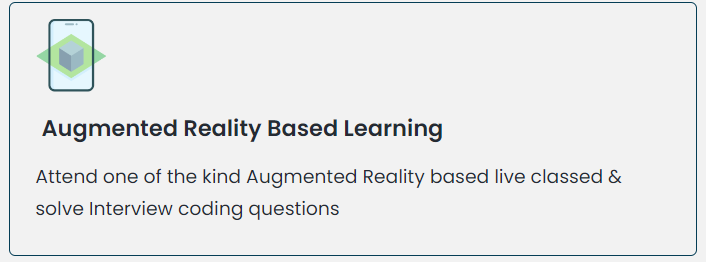 Augmented Reality Based Learning
Attend one of the kind Augmented Reality based live classed &
solve Interview coding questions